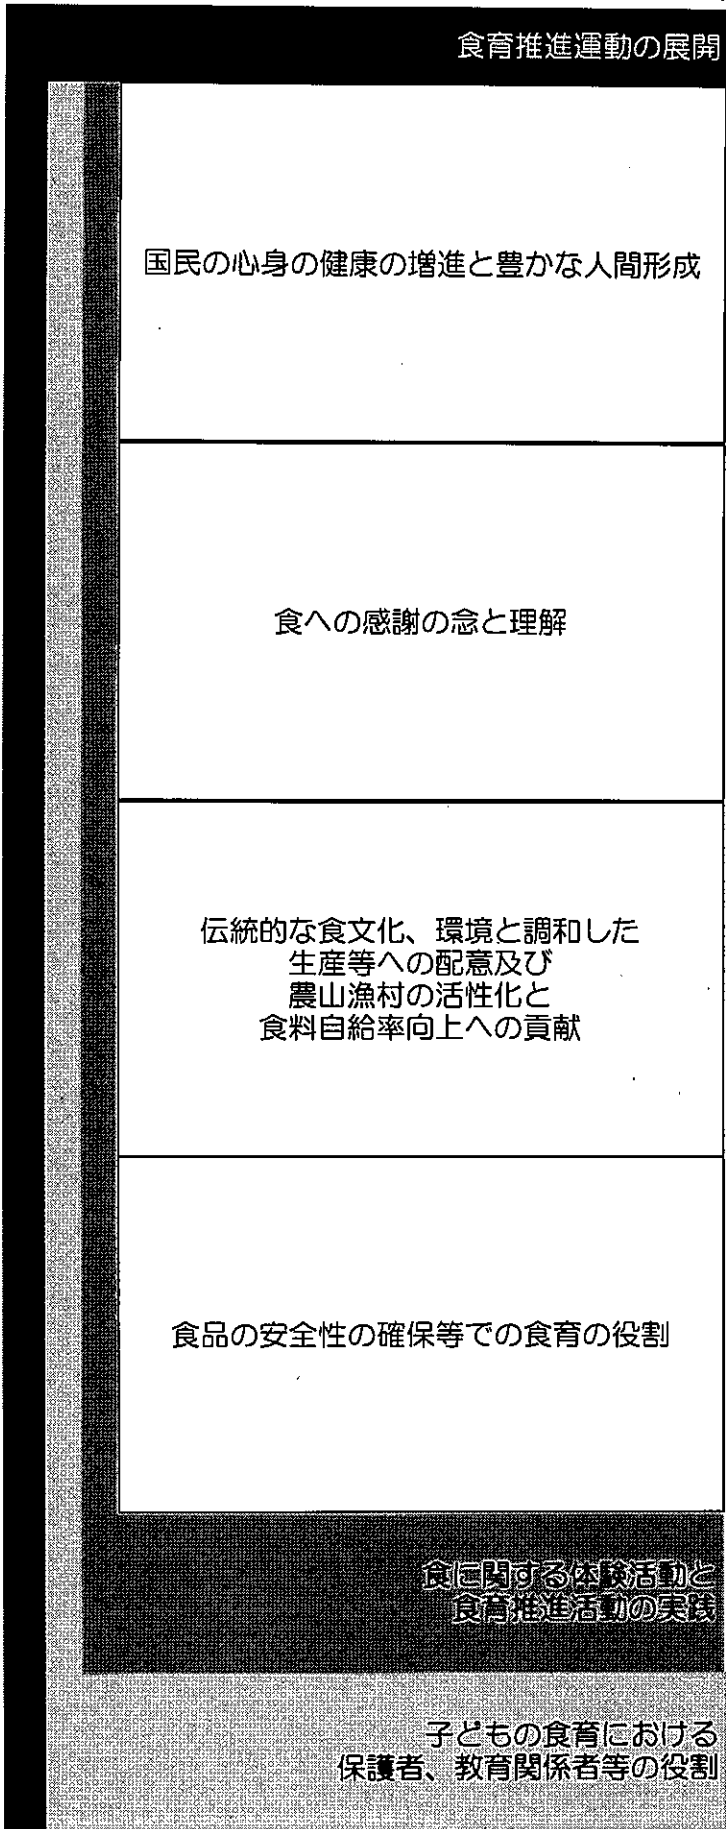 食育推進運動の展開
国民の心身の健康の増進と豊かな人間形成
食への感謝の念と理解
伝統的な食文化、環境と調和した
生産等への配意及び
農山漁村の活性化と
食料自給率向上への貢献
食品の安全性の確保等での食育の役割
食に関する体験活動と
食育推進活動の実践
子どもの食育における
保護者、教育関係者等の役割